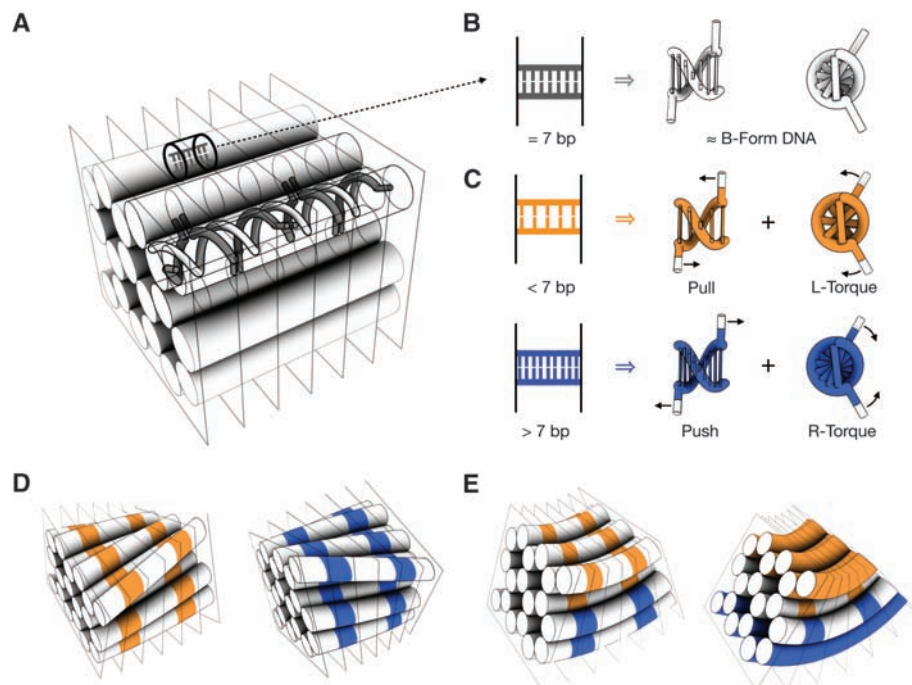 A
B
= 7 bp
⇒
≈ B-Form DNA
C
⇒
+
< 7 bp
Pull
L-Torque
⇒
+
> 7 bp
Push
R-Torque
D
E